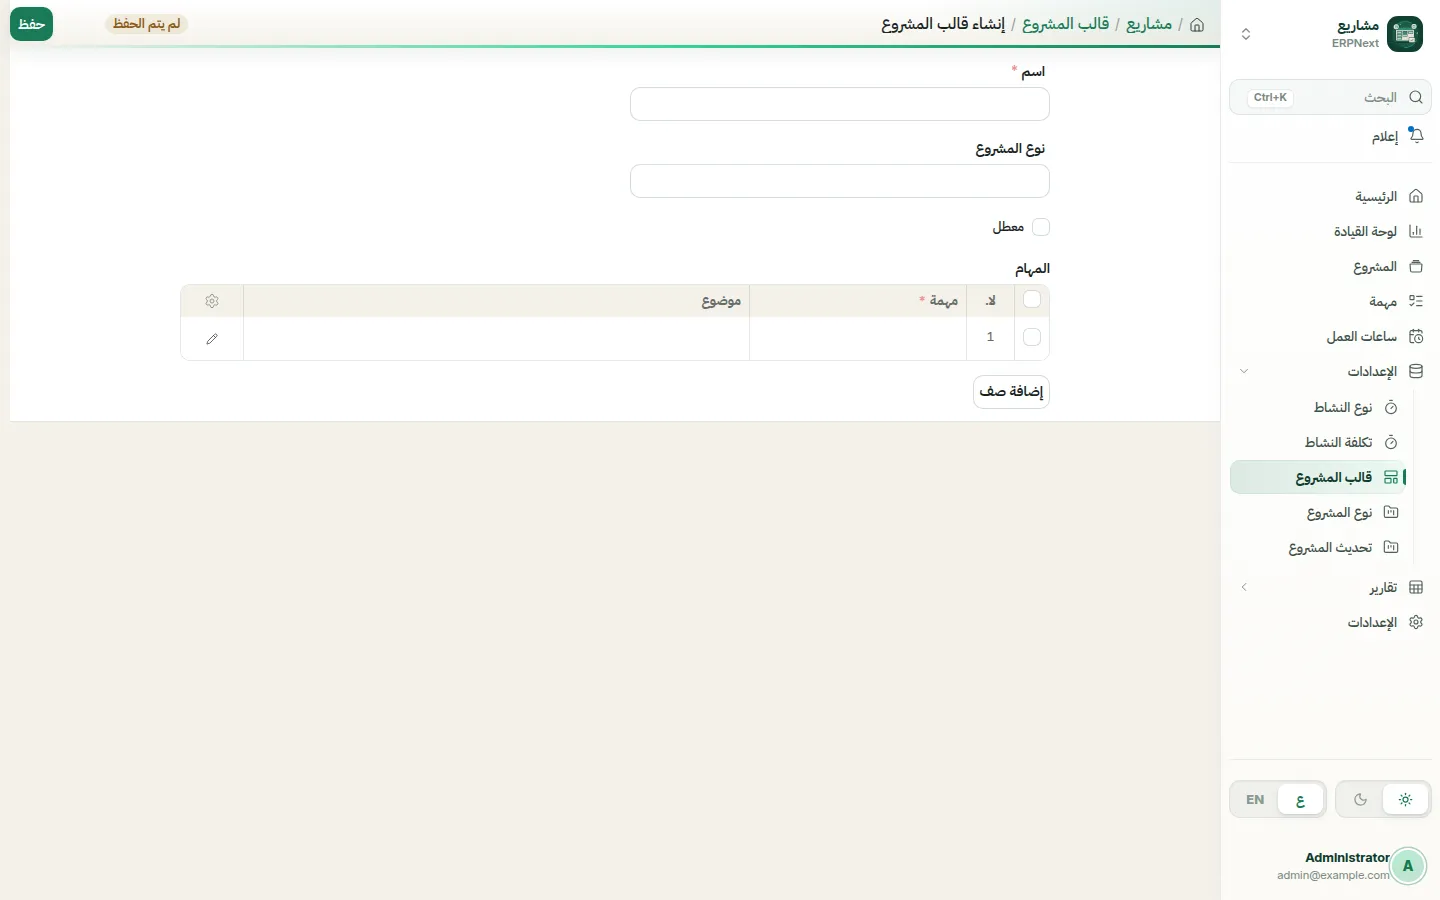 مشاريع
ERPNext
البحث
Ctrl+K
إعلام
الرئيسية
لوحة القيادة
المشروع
مهمة
ساعات العمل
الإعدادات
نوع النشاط
تكلفة النشاط
قالب المشروع
نوع المشروع
تحديث المشروع
تقارير
الإعدادات
ع
EN
Administrator
admin@example.com
A
مشاريع / قالب المشروع / إنشاء قالب المشروع
لم يتم الحفظ
حفظ
اسم *
نوع المشروع
معطل
المهام
لا. مهمة * موضوع
1
إضافة صف